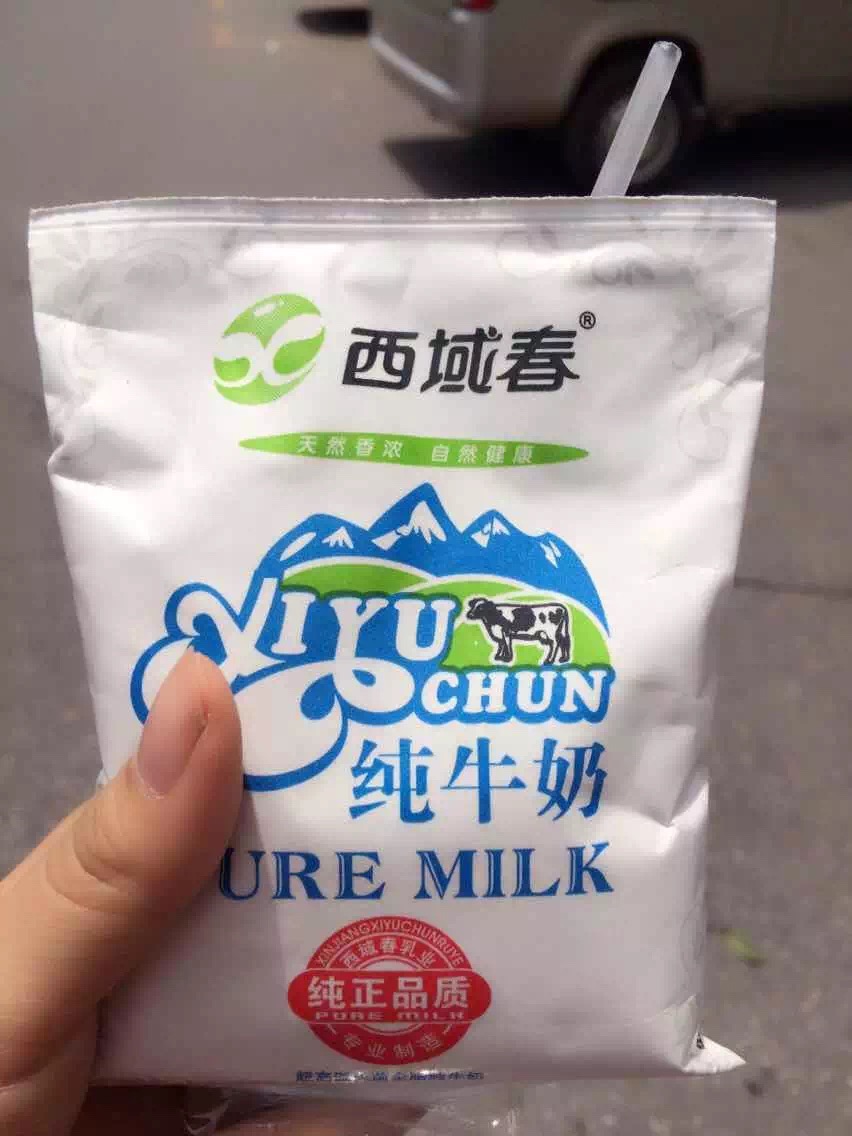 西域春®
天然香浓 自然健康
XIYU
CHUN
纯牛奶
URE MILK
XINJIANGXIYUCHUNRUYE
西域春乳业
纯正品质
PURE MILK
专业制造